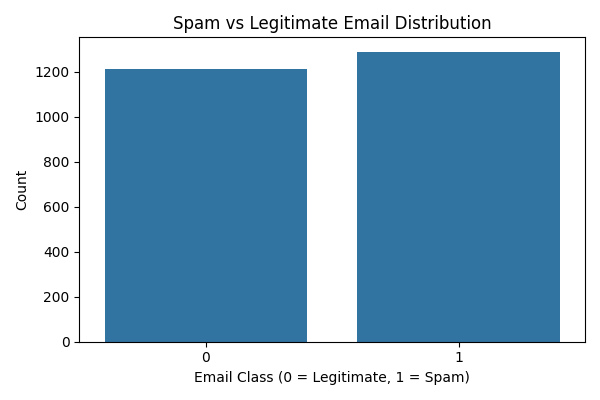 Spam vs Legitimate Email Distribution
1200
1000
800
600
400
200
0
Count
0 1
Email Class (0 = Legitimate, 1 = Spam)